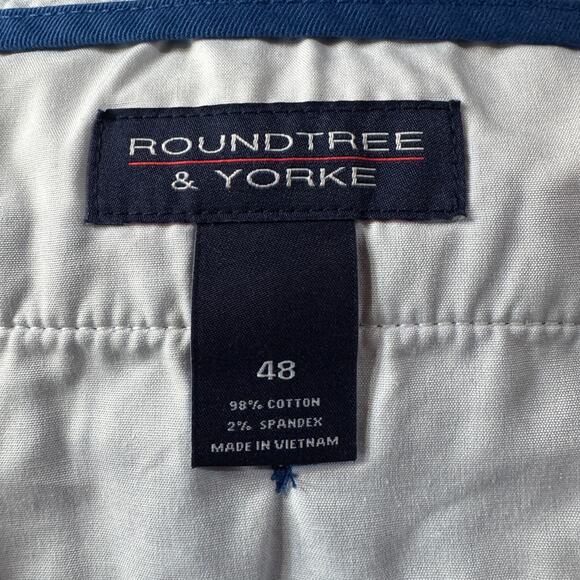 ROUNDTREE
& YORKE
48
98% COTTON
2% SPANDEX
MADE IN VIETNAM